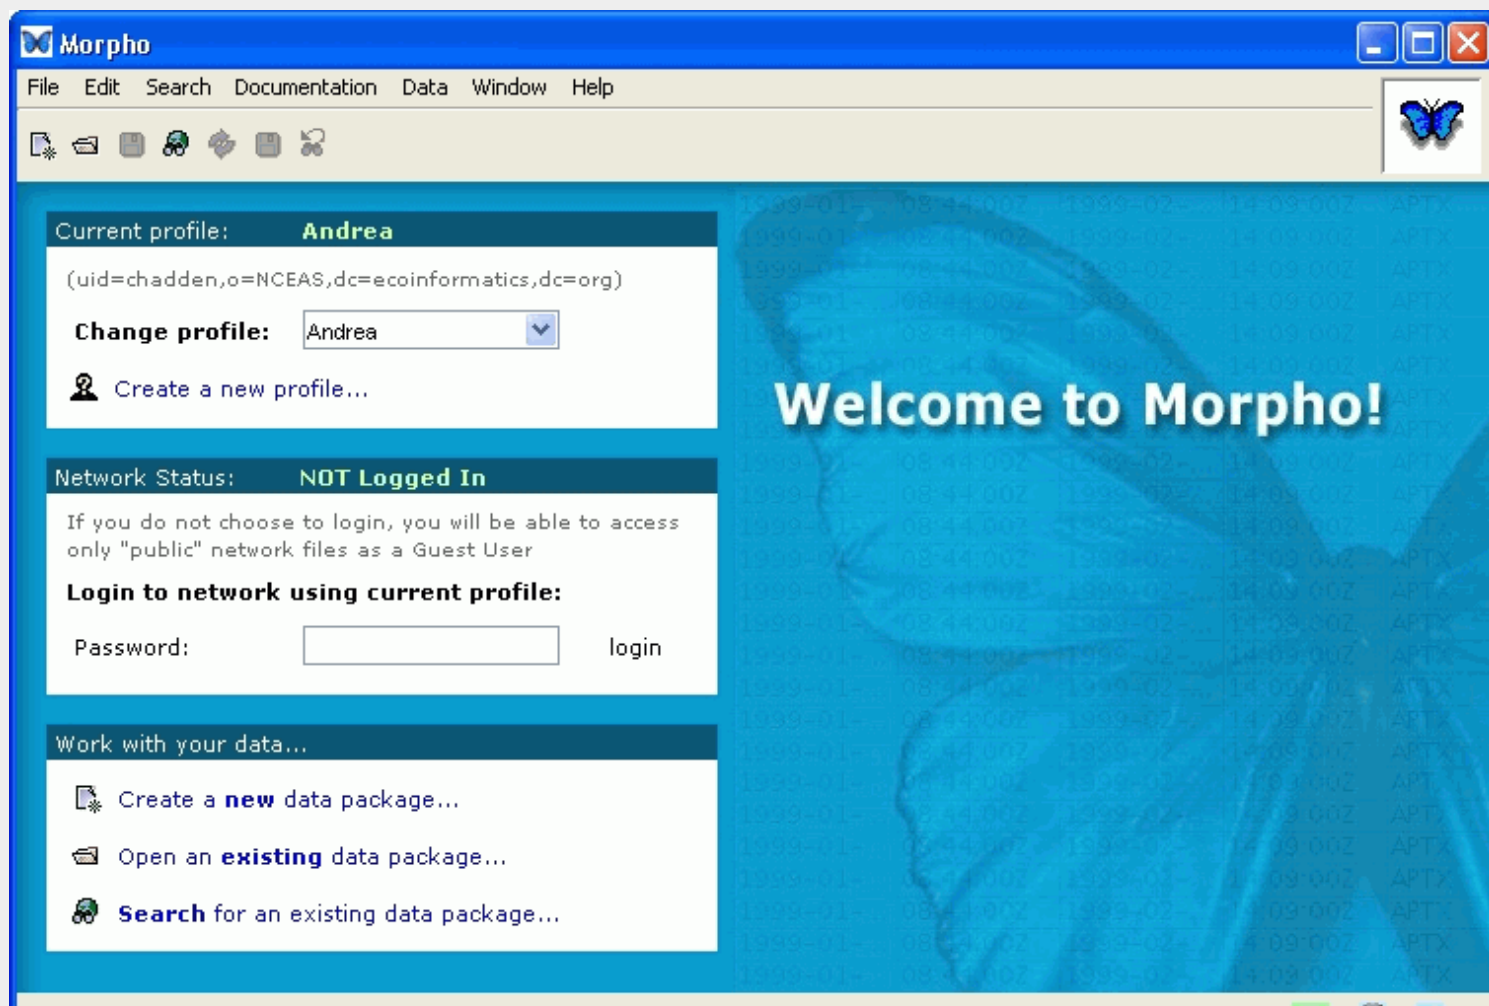 Morpho
File Edit Search Documentation Data Window Help
Current profile: Andrea
(uid=chadden,o=NCEAS,dc=ecoinformatics,dc=org)
Change profile: Andrea
Create a new profile...
Welcome to Morpho!
Network Status: NOT Logged In
If you do not choose to login, you will be able to access
only "public" network files as a Guest User
Login to network using current profile:
Password: login
Work with your data...
Create a new data package...
Open an existing data package...
Search for an existing data package...